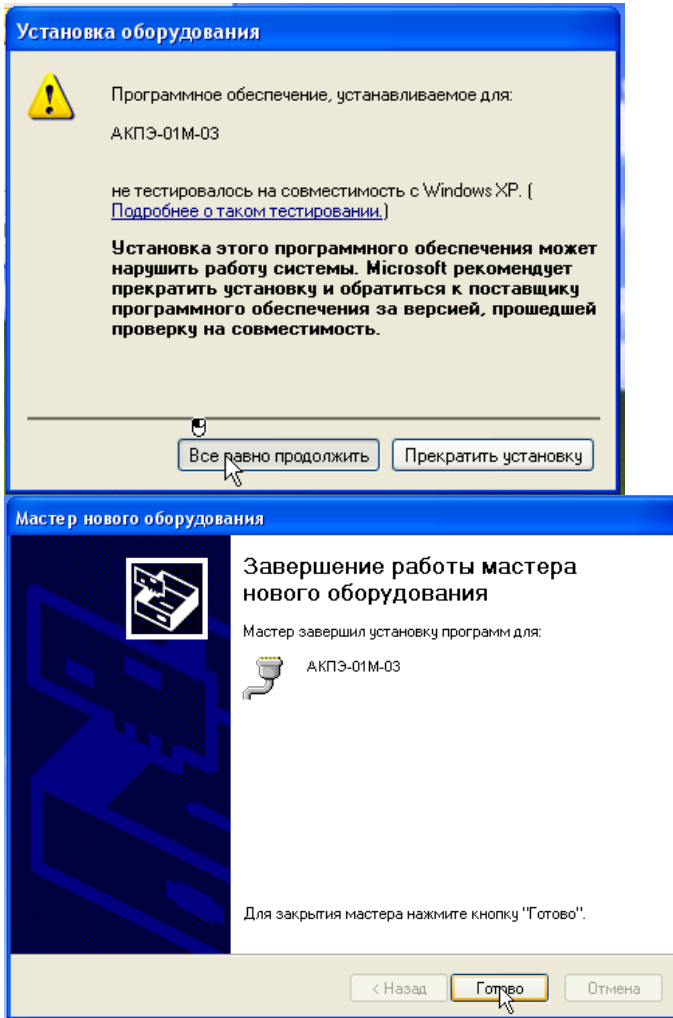 Установка оборудования
Программное обеспечение, устанавливаемое для:
АКПЭ-01М-03
не тестировалось на совместимость с Windows XP. (
Подробнее о таком тестировании.)
Установка этого программного обеспечения может
нарушить работу системы. Microsoft рекомендует
прекратить установку и обратиться к поставщику
программного обеспечения за версией, прошедшей
проверку на совместимость.
Все равно продолжить
Прекратить установку
Мастер нового оборудования
Завершение работы мастера
нового оборудования
Мастер завершил установку программ для:
АКПЭ-01М-03
Для закрытия мастера нажмите кнопку "Готово".
< Назад
Готово
Отмена